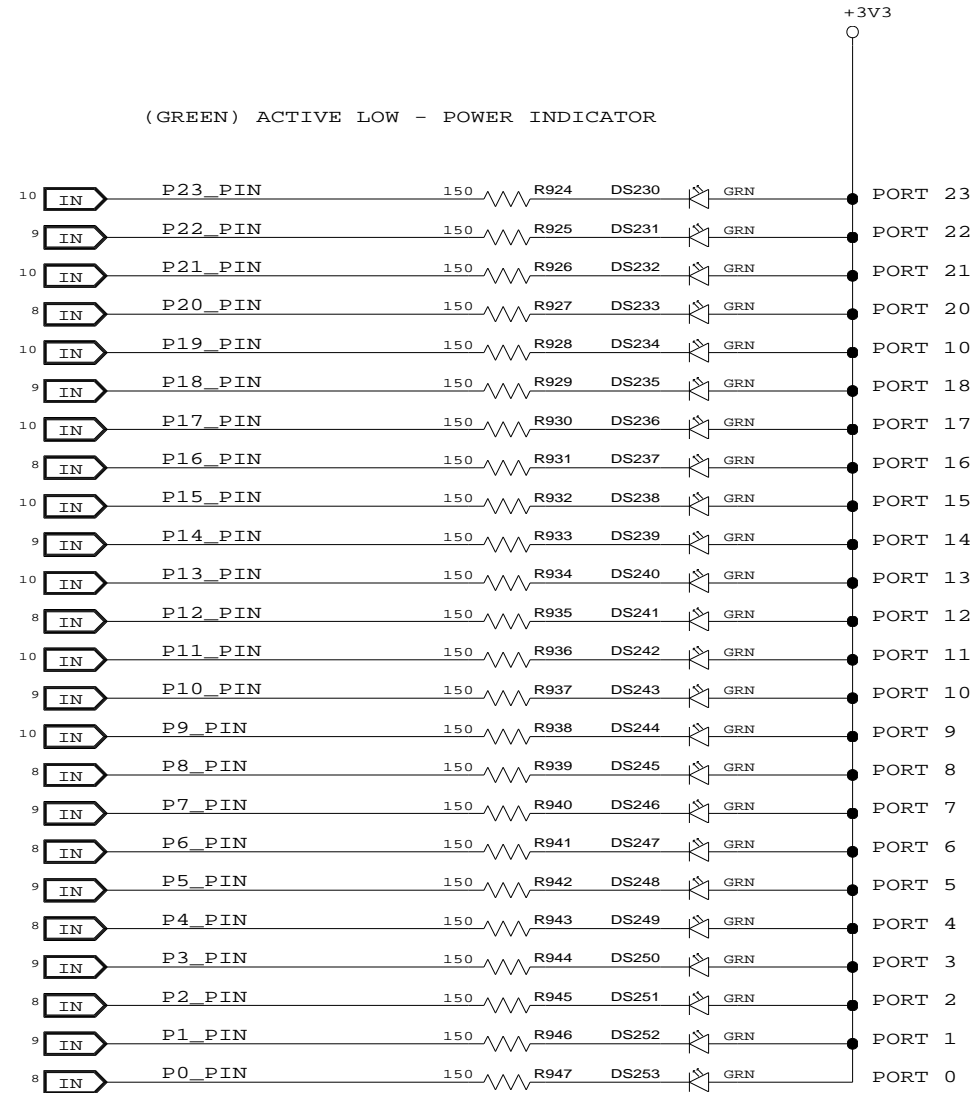 +3V3
(GREEN) ACTIVE LOW - POWER INDICATOR
10 IN P23_PIN 150 R924 DS230 GRN PORT 23
9 IN P22_PIN 150 R925 DS231 GRN PORT 22
10 IN P21_PIN 150 R926 DS232 GRN PORT 21
8 IN P20_PIN 150 R927 DS233 GRN PORT 20
10 IN P19_PIN 150 R928 DS234 GRN PORT 10
9 IN P18_PIN 150 R929 DS235 GRN PORT 18
10 IN P17_PIN 150 R930 DS236 GRN PORT 17
8 IN P16_PIN 150 R931 DS237 GRN PORT 16
10 IN P15_PIN 150 R932 DS238 GRN PORT 15
9 IN P14_PIN 150 R933 DS239 GRN PORT 14
10 IN P13_PIN 150 R934 DS240 GRN PORT 13
8 IN P12_PIN 150 R935 DS241 GRN PORT 12
10 IN P11_PIN 150 R936 DS242 GRN PORT 11
9 IN P10_PIN 150 R937 DS243 GRN PORT 10
10 IN P9_PIN 150 R938 DS244 GRN PORT 9
8 IN P8_PIN 150 R939 DS245 GRN PORT 8
9 IN P7_PIN 150 R940 DS246 GRN PORT 7
8 IN P6_PIN 150 R941 DS247 GRN PORT 6
9 IN P5_PIN 150 R942 DS248 GRN PORT 5
8 IN P4_PIN 150 R943 DS249 GRN PORT 4
9 IN P3_PIN 150 R944 DS250 GRN PORT 3
8 IN P2_PIN 150 R945 DS251 GRN PORT 2
9 IN P1_PIN 150 R946 DS252 GRN PORT 1
8 IN P0_PIN 150 R947 DS253 GRN PORT 0